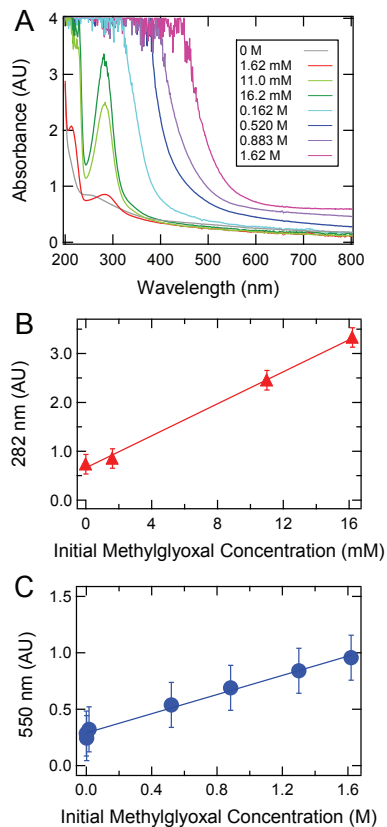 A
Absorbance (AU)
4
3
2
1
0
0 M
1.62 mM
11.0 mM
16.2 mM
0.162 M
0.520 M
0.883 M
1.62 M
200 300 400 500 600 700 800
Wavelength (nm)
B
282 nm (AU)
3.0
2.0
1.0
0.0
0 4 8 12 16
Initial Methylglyoxal Concentration (mM)
C
550 nm (AU)
1.5
1.0
0.5
0.0
0.0 0.4 0.8 1.2 1.6
Initial Methylglyoxal Concentration (M)